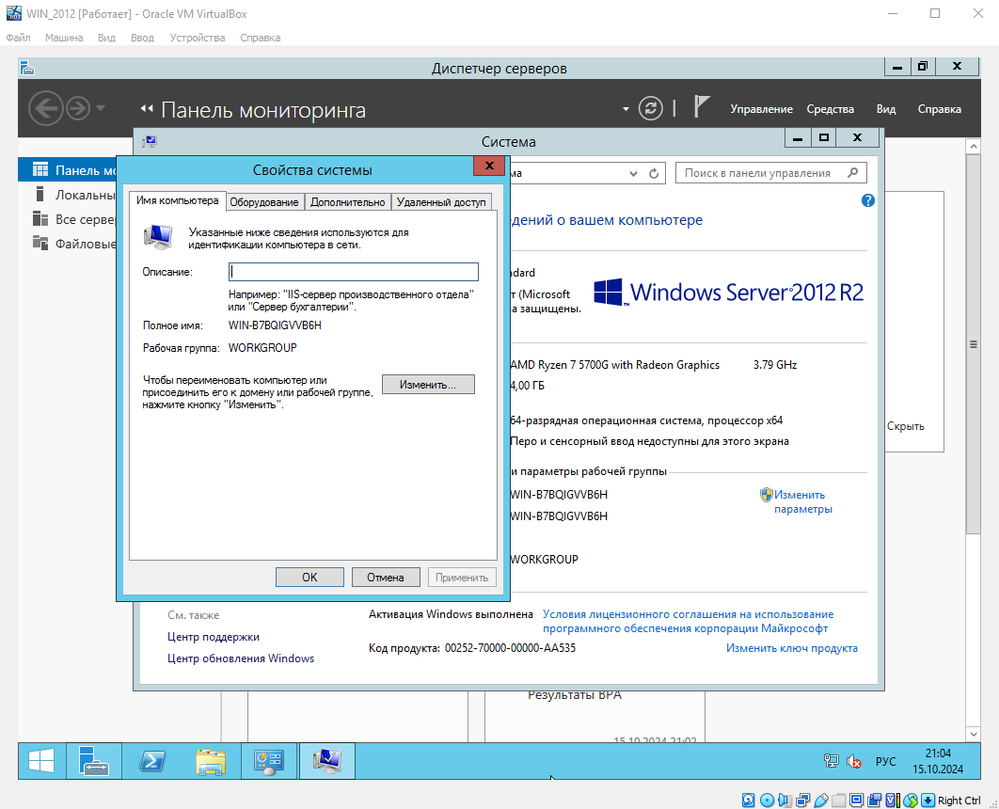 WIN_2012 [Работает] - Oracle VM VirtualBox
Файл Машина Вид Ввод Устройства Справка
Диспетчер серверов
Панель мониторинга
Управление Средства Вид Справка
Система
Свойства системы
Поиск в панели управления
Имя компьютера Оборудование Дополнительно Удаленный доступ
Указанные ниже сведения используются для
идентификации компьютера в сети.
Описание:
Например: "IIS-сервер производственного отдела"
или "Сервер бухгалтерии".
Полное имя: WIN-B7BQIGVVB6H
Рабочая группа: WORKGROUP
Чтобы переименовать компьютер или
присоединить его к домену или рабочей группе,
нажмите кнопку "Изменить".
Изменить...
OK Отмена Применить
Панель
Все
Файловые
о вашем компьютере
Windows Server 2012 R2
(Microsoft
защищены.
AMD Ryzen 7 5700G with Radeon Graphics 3.79 GHz
4,00 ГБ
64-разрядная операционная система, процессор x64
Перо и сенсорный ввод недоступны для этого экрана
и параметры рабочей группы
WIN-B7BQIGVVB6H
WIN-B7BQIGVVB6H
Изменить
параметры
WORKGROUP
Скрыть
См. также
Центр поддержки
Центр обновления Windows
Активация Windows выполнена Условия лицензионного соглашения на использование
программного обеспечения корпорации Майкрософт
Код продукта: 00252-70000-00000-AA535 Изменить ключ продукта
Результаты BPA
15.10.2024 21:02
РУС
21:04
15.10.2024
Right Ctrl